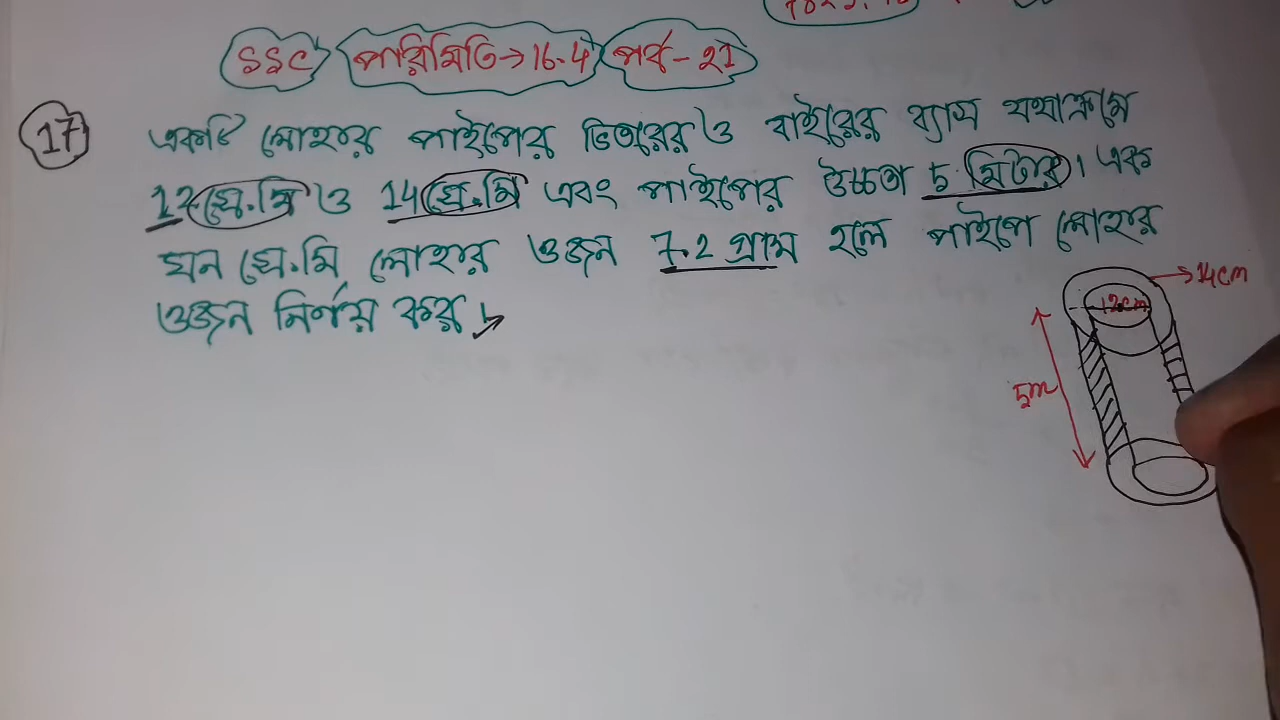 SSC পরিমিতি→16.4 পর্ব - 21
17 একটি লোহার পাইপের ভিতরের ও বাইরের ব্যাস যথাক্রমে
12 সে.মি ও 14 সে.মি এবং পাইপের উচ্চতা 5 মিটার। এক
ঘন সে.মি লোহার ওজন 7.2 গ্রাম হলে পাইপে লোহার
ওজন নির্ণয় কর।
14cm
12cm
5m